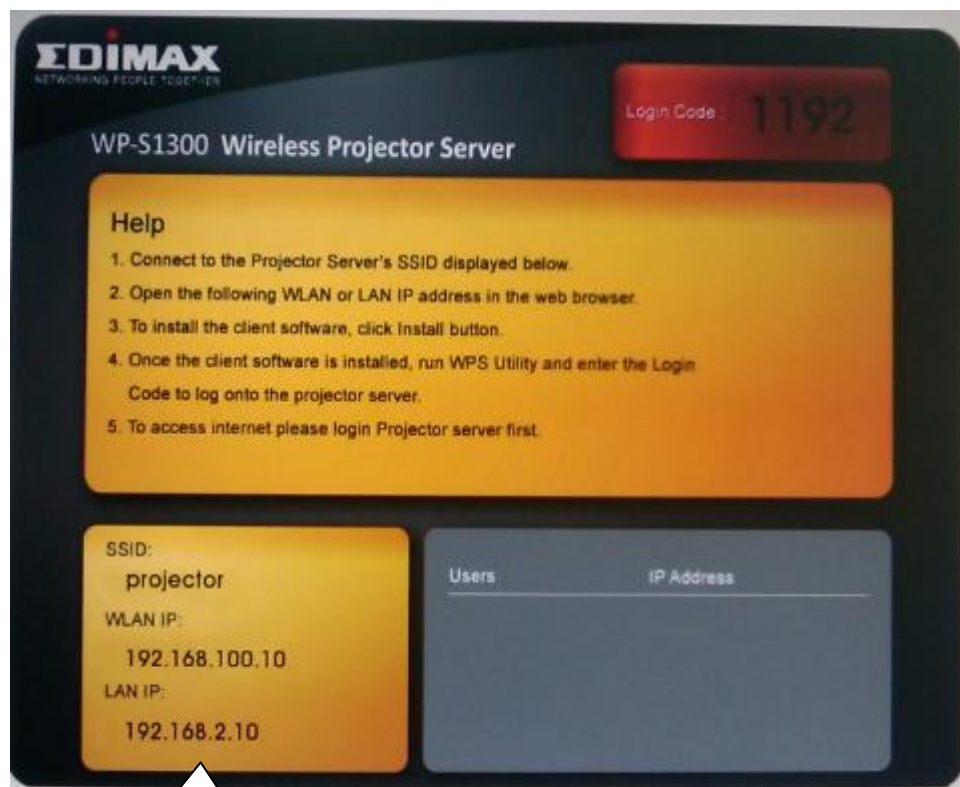 EDIMAX
NETWORKING PEOPLE TOGETHER
Login Code : 1192
WP-S1300 Wireless Projector Server
Help
1. Connect to the Projector Server's SSID displayed below.
2. Open the following WLAN or LAN IP address in the web browser.
3. To install the client software, click Install button.
4. Once the client software is installed, run WPS Utility and enter the Login
Code to log onto the projector server.
5. To access internet please login Projector server first.
SSID:
projector
WLAN IP:
192.168.100.10
LAN IP:
192.168.2.10
Users IP Address